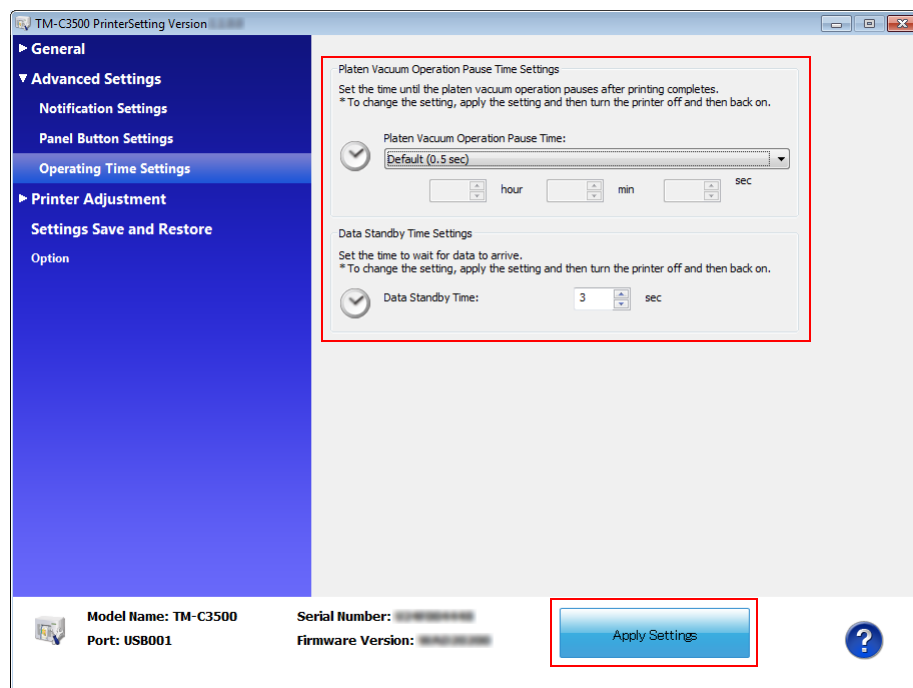 TM-C3500 PrinterSetting Version
General
Advanced Settings
Notification Settings
Panel Button Settings
Operating Time Settings
Printer Adjustment
Settings Save and Restore
Option
Platen Vacuum Operation Pause Time Settings
Set the time until the platen vacuum operation pauses after printing completes.
* To change the setting, apply the setting and then turn the printer off and then back on.
Platen Vacuum Operation Pause Time:
Default (0.5 sec)
hour min sec
Data Standby Time Settings
Set the time to wait for data to arrive.
* To change the setting, apply the setting and then turn the printer off and then back on.
Data Standby Time: 3 sec
Model Name: TM-C3500 Serial Number:
Port: USB001 Firmware Version:
Apply Settings
?